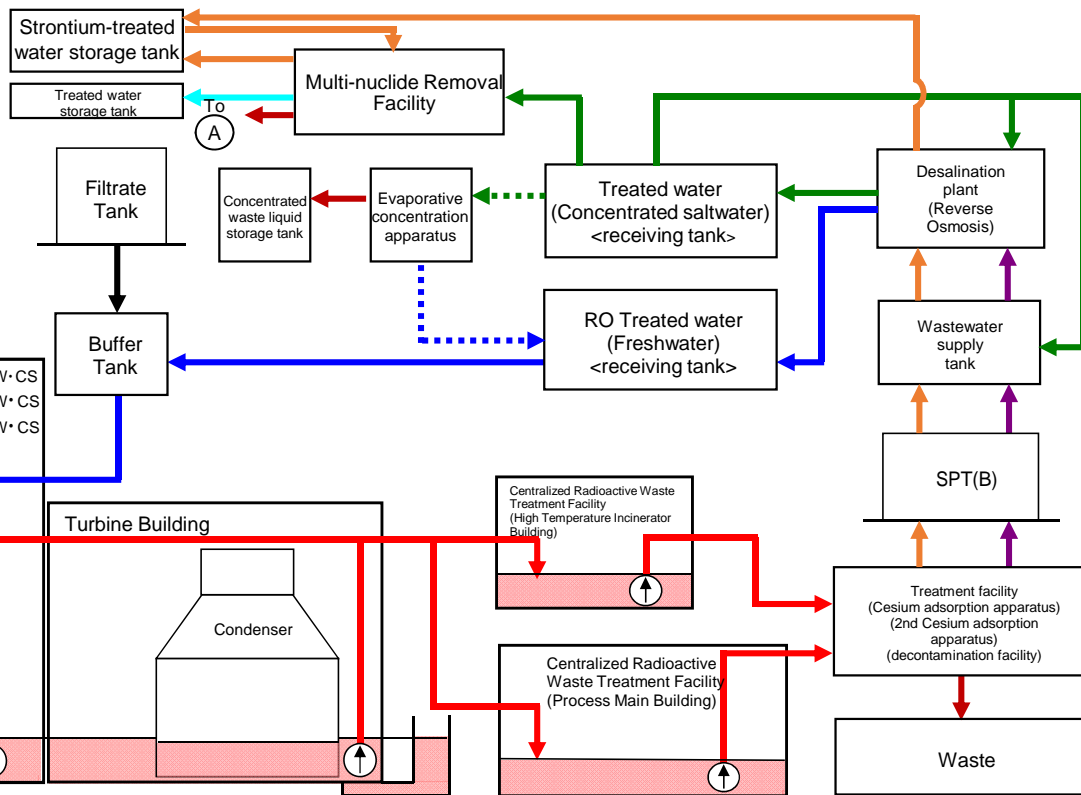 Strontium-treated
water storage tank
Multi-nuclide Removal
Facility
Treated water
storage tank
To
A
Filtrate
Tank
Concentrated
waste liquid
storage tank
Evaporative
concentration
apparatus
Treated water
(Concentrated saltwater)
<receiving tank>
Desalination
plant
(Reverse
Osmosis)
Buffer
Tank
RO Treated water
(Freshwater)
<receiving tank>
Wastewater
supply
tank
W･CS
W･CS
W･CS
SPT(B)
Turbine Building
Condenser
Centralized Radioactive Waste
Treatment Facility
(High Temperature Incinerator
Building)
Treatment facility
(Cesium adsorption apparatus)
(2nd Cesium adsorption
apparatus)
(decontamination facility)
Centralized Radioactive
Waste Treatment Facility
(Process Main Building)
Waste